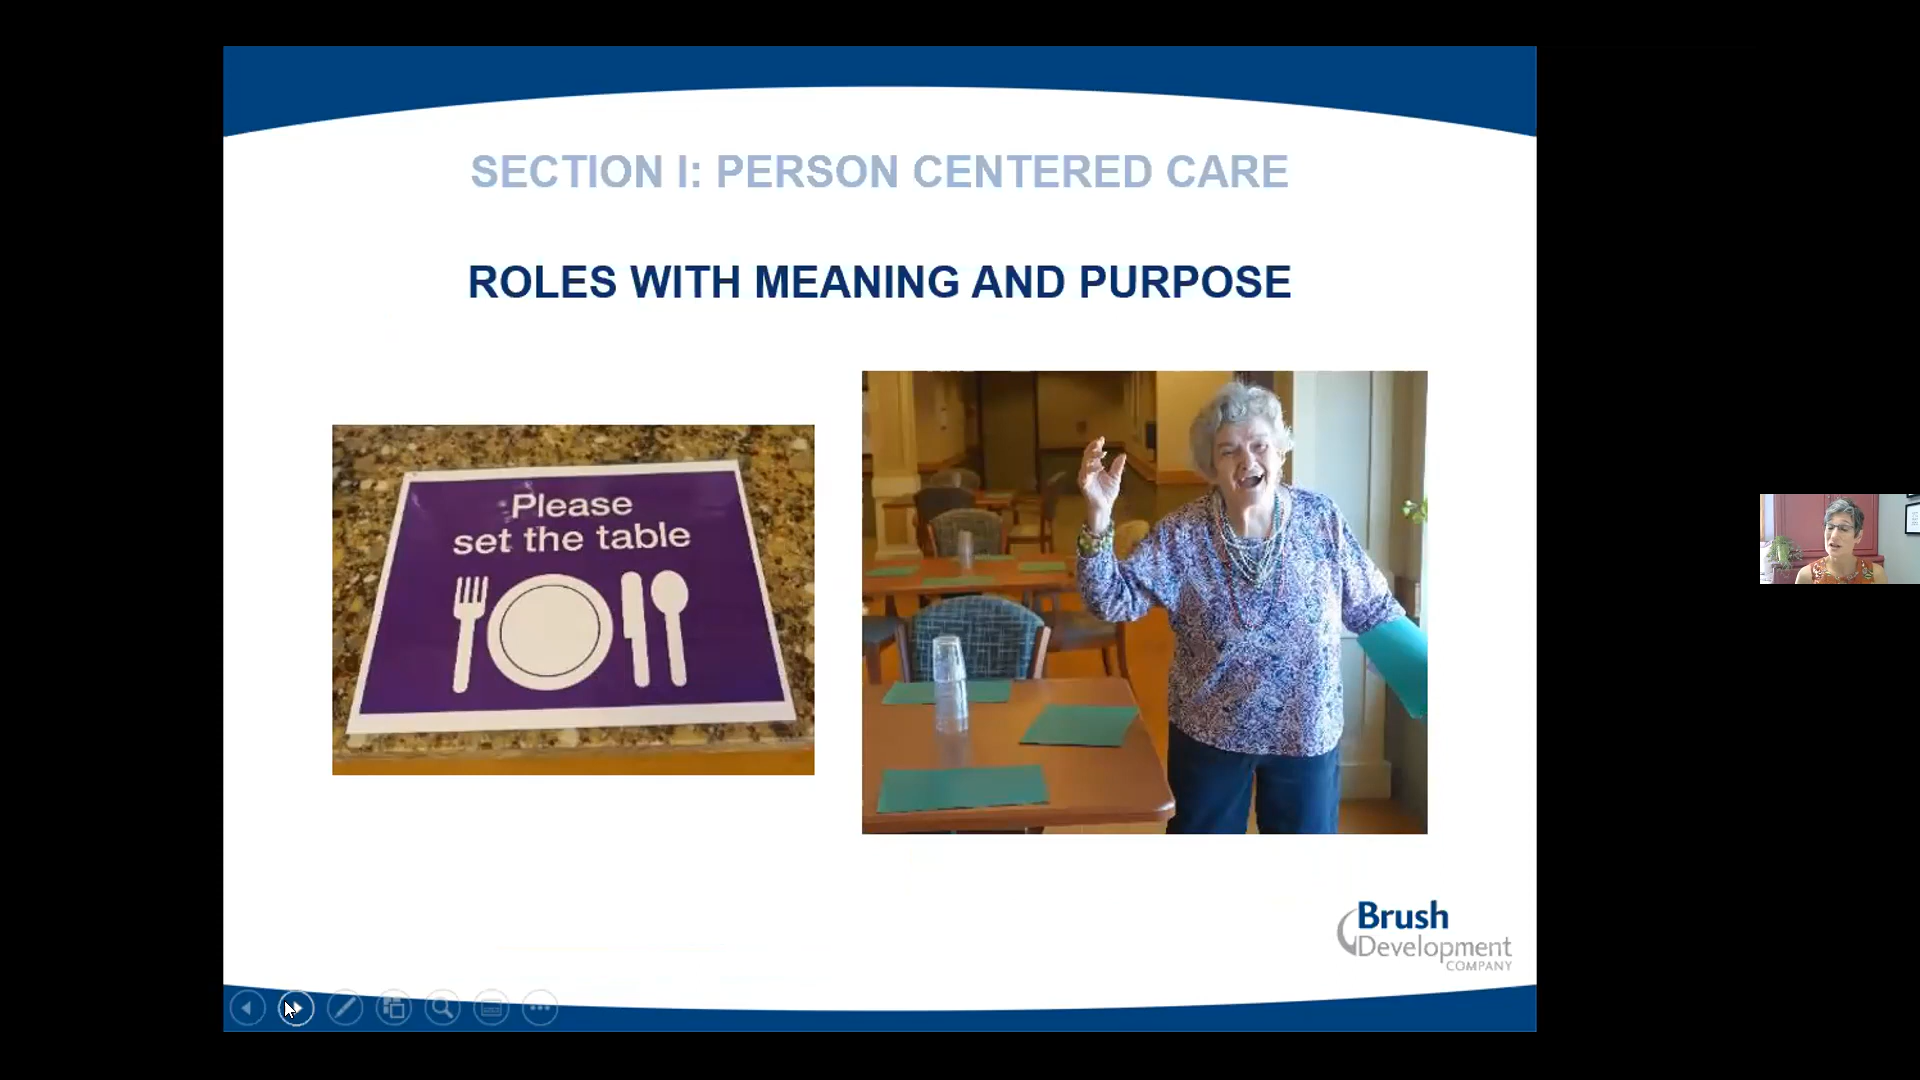 SECTION I: PERSON CENTERED CARE
ROLES WITH MEANING AND PURPOSE
Please
set the table
Brush
Development
COMPANY